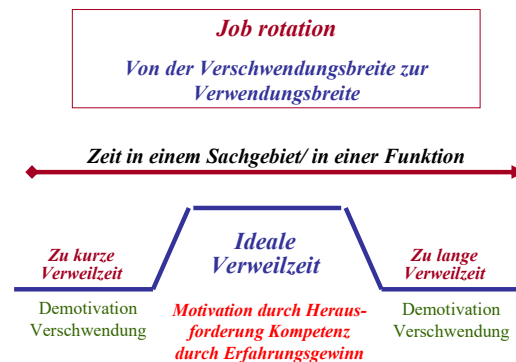 Job rotation
Von der Verschwendungsbreite zur
Verwendungsbreite
Zeit in einem Sachgebiet/ in einer Funktion
Zu kurze
Verweilzeit
Ideale
Verweilzeit
Zu lange
Verweilzeit
Demotivation
Verschwendung
Motivation durch Heraus-
forderung Kompetenz
durch Erfahrungsgewinn
Demotivation
Verschwendung